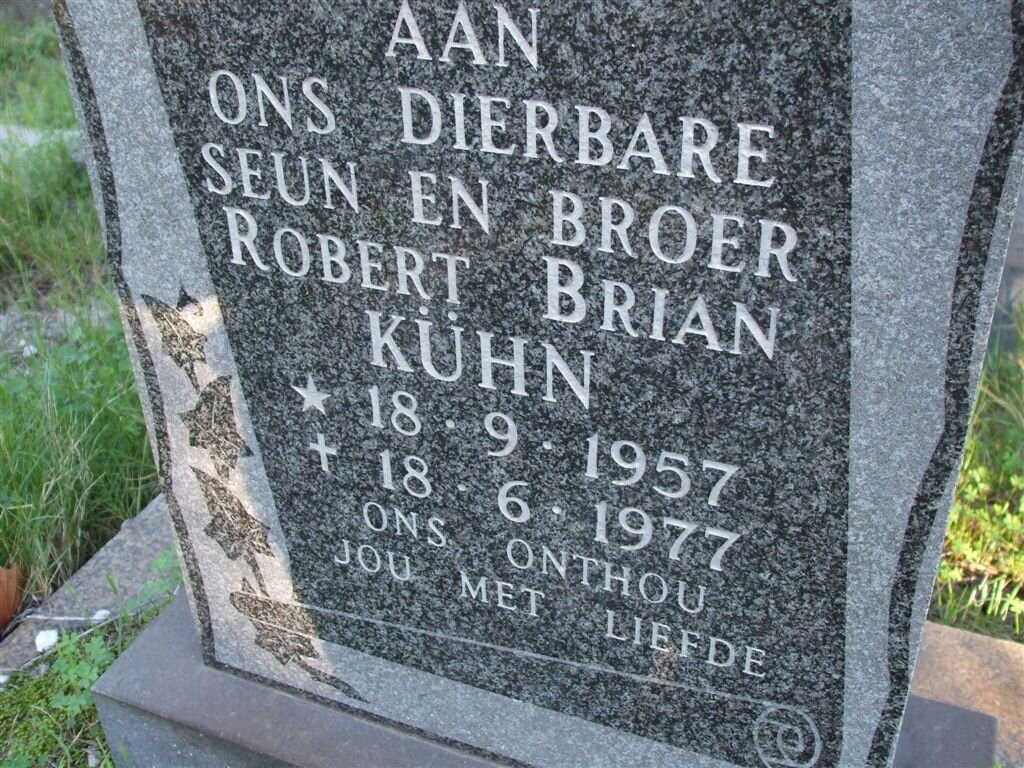 AAN
ONS DIERBARE
SEUN EN BROER
ROBERT BRIAN
KÜHN
★ 18·9·1957
✝ 18·6·1977
ONS ONTHOU
JOU MET LIEFDE